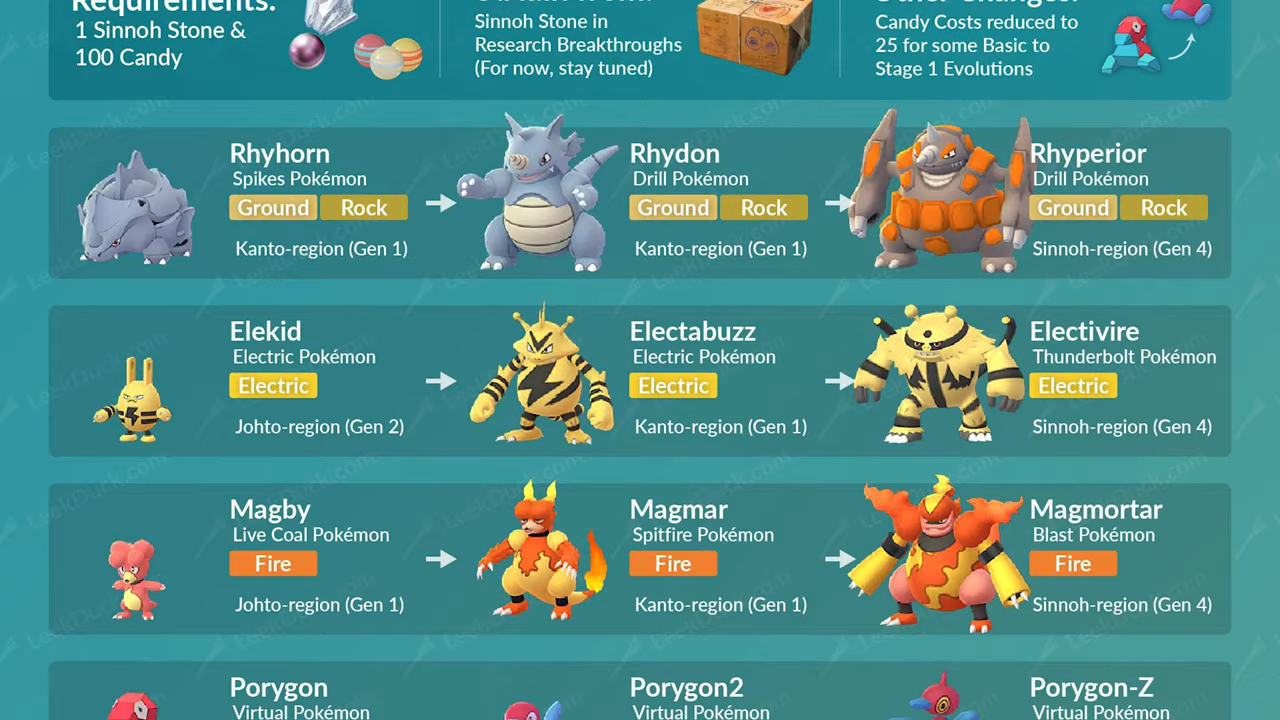 Requirements:
1 Sinnoh Stone &
100 Candy
Sinnoh Stone in
Research Breakthroughs
(For now, stay tuned)
Other Changes:
Candy Costs reduced to
25 for some Basic to
Stage 1 Evolutions
Rhyhorn
Spikes Pokémon
Ground Rock
Kanto-region (Gen 1)
Rhydon
Drill Pokémon
Ground Rock
Kanto-region (Gen 1)
Rhyperior
Drill Pokémon
Ground Rock
Sinnoh-region (Gen 4)
Elekid
Electric Pokémon
Electric
Johto-region (Gen 2)
Electabuzz
Electric Pokémon
Electric
Kanto-region (Gen 1)
Electivire
Thunderbolt Pokémon
Electric
Sinnoh-region (Gen 4)
Magby
Live Coal Pokémon
Fire
Johto-region (Gen 1)
Magmar
Spitfire Pokémon
Fire
Kanto-region (Gen 1)
Magmortar
Blast Pokémon
Fire
Sinnoh-region (Gen 4)
Porygon
Virtual Pokémon
Porygon2
Virtual Pokémon
Porygon-Z
Virtual Pokémon
LeekDuck.com